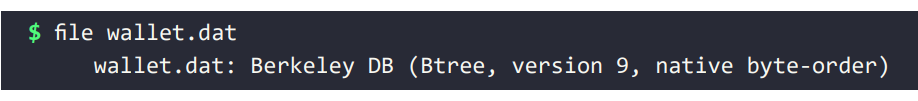 $ file wallet.dat
wallet.dat: Berkeley DB (Btree, version 9, native byte-order)